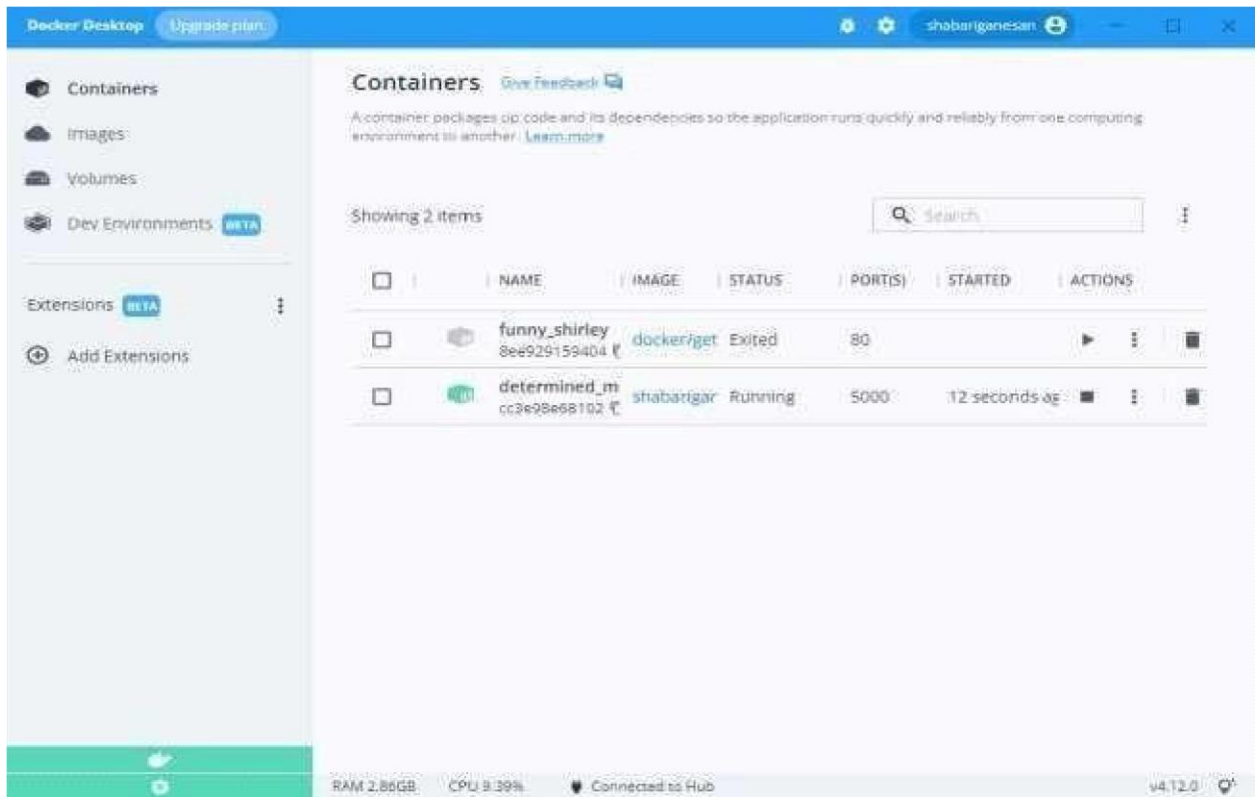 Docker Desktop Upgrade plan shabariganesan
Containers
Images
Volumes
Dev Environments BETA
Extensions BETA
Add Extensions
Containers Give Feedback
A container packages up code and its dependencies so the application runs quickly and reliably from one computing
environment to another. Learn more
Showing 2 items Search
NAME IMAGE STATUS PORT(S) STARTED ACTIONS
funny_shirley docker/get Exited 80
8ee929159404
determined_m shabarigar Running 5000 12 seconds ag
cc3e98e68102
RAM 2.86GB CPU 9.39% Connected to Hub v4.12.0